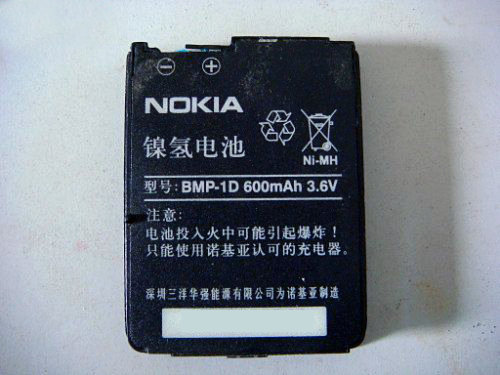 NOKIA
镍氢电池
Ni-MH
型号: BMP-1D 600mAh 3.6V
注意:
电池投入火中可能引起爆炸!
只能使用诺基亚认可的充电器.
深圳三洋华强能源有限公司为诺基亚制造